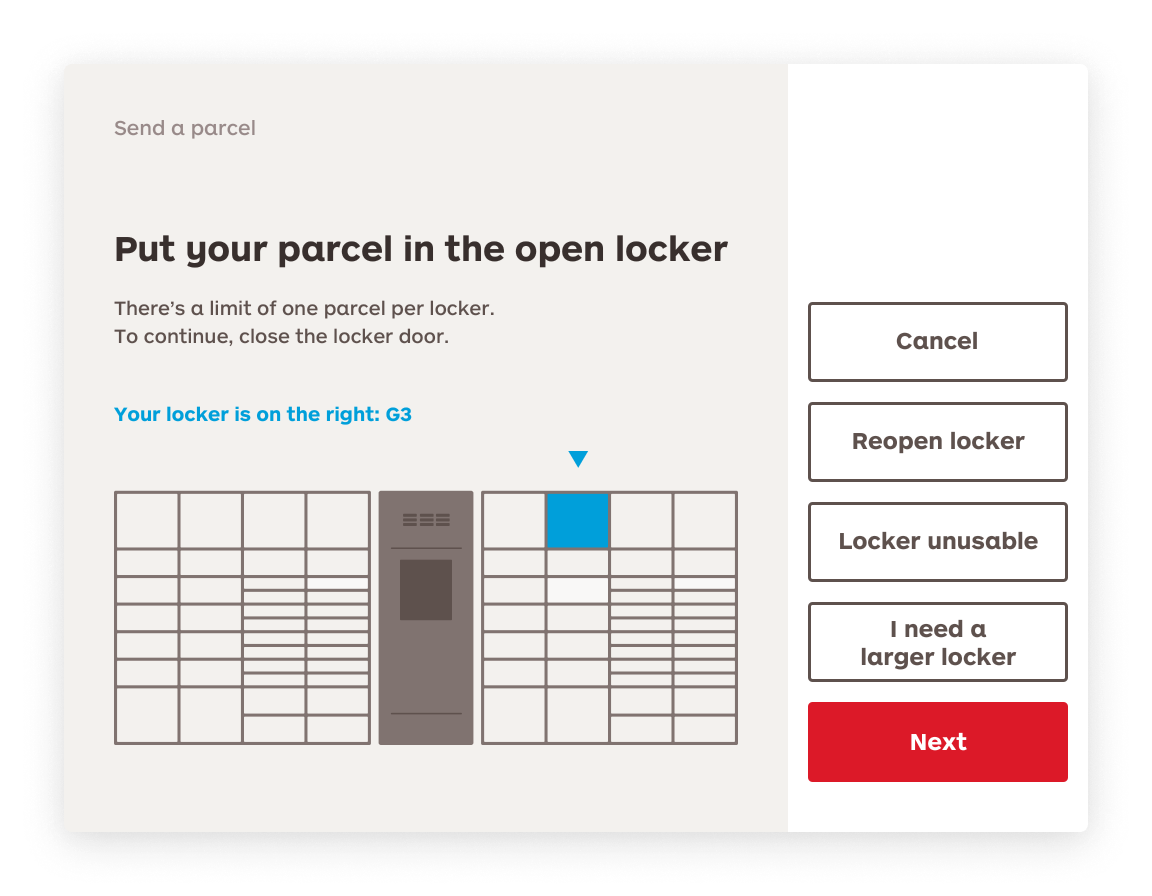 Send a parcel
Put your parcel in the open locker
There’s a limit of one parcel per locker.
To continue, close the locker door.
Your locker is on the right: G3
Cancel
Reopen locker
Locker unusable
I need a
larger locker
Next